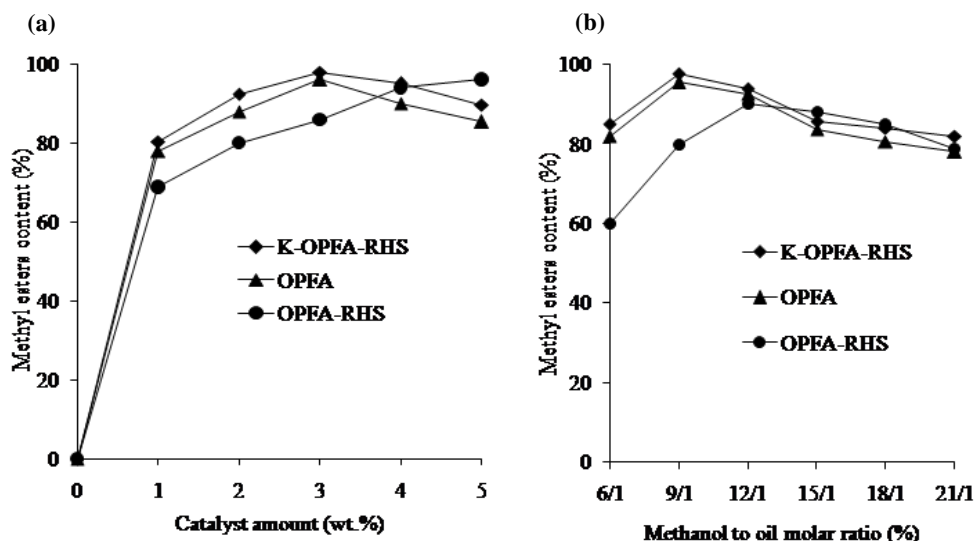 (a)
Methyl esters content (%)
100
80
60
40
20
0
K-OPFA-RHS
OPFA
OPFA-RHS
0 1 2 3 4 5
Catalyst amount (wt.%)
(b)
Methyl esters content (%)
100
80
60
40
20
0
K-OPFA-RHS
OPFA
OPFA-RHS
6/1 9/1 12/1 15/1 18/1 21/1
Methanol to oil molar ratio (%)